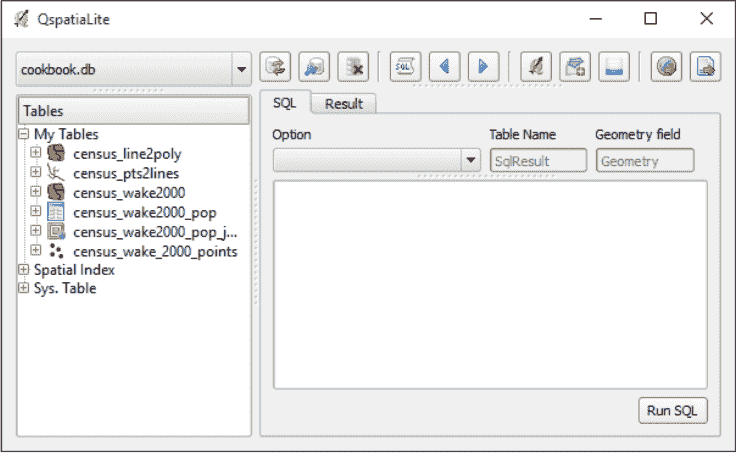 QspatiaLite
cookbook.db
Tables
My Tables
census_line2poly
census_pts2lines
census_wake2000
census_wake2000_pop
census_wake2000_pop_j...
census_wake_2000_points
Spatial Index
Sys. Table
SQL
SQL Result
Option Table Name Geometry field
SqlResult Geometry
Run SQL